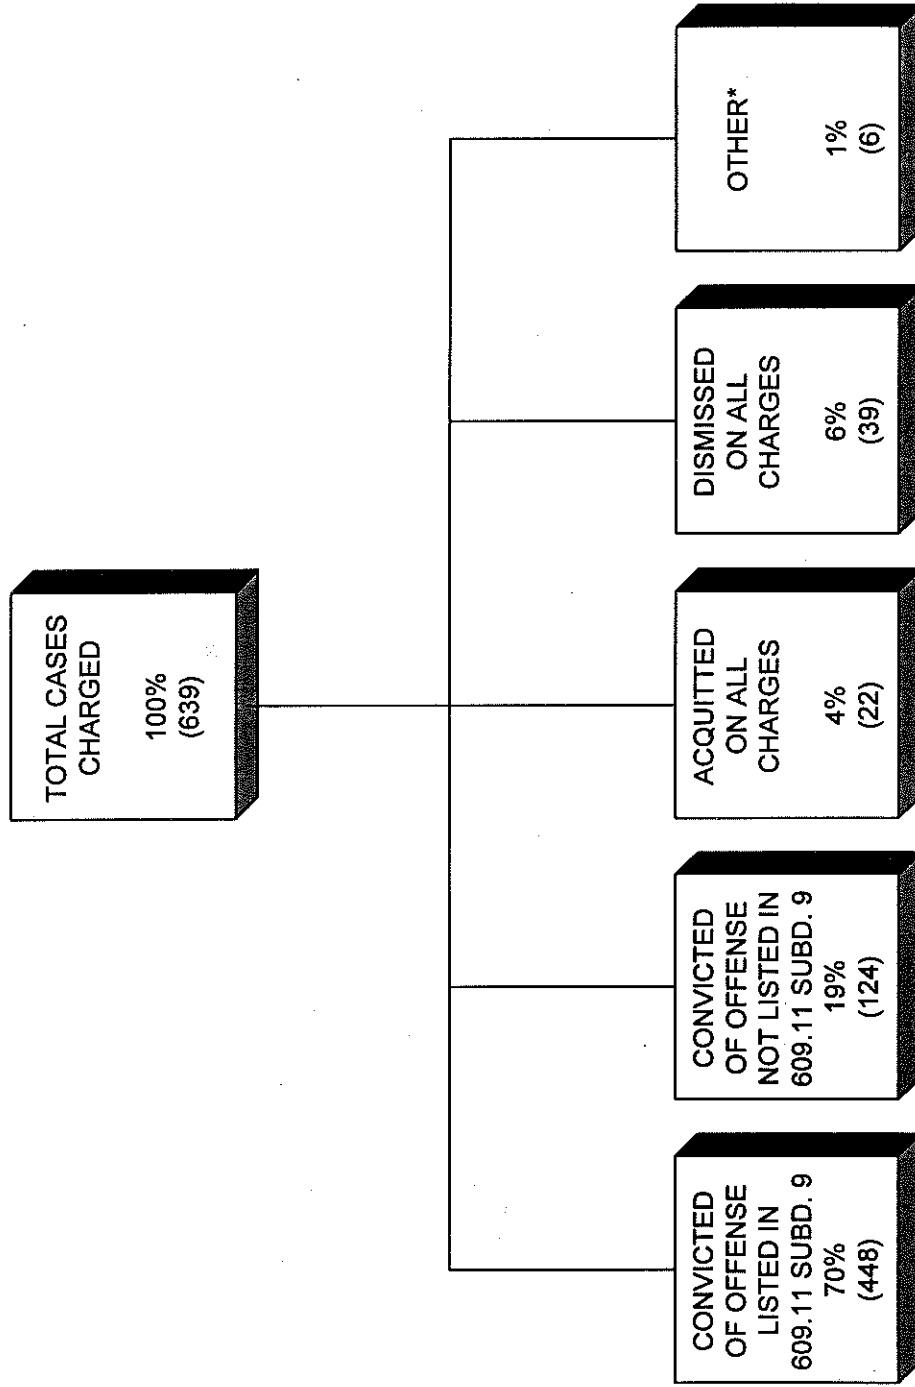 TOTAL CASES
CHARGED
100%
(639)
CONVICTED
OF OFFENSE
LISTED IN
609.11 SUBD. 9
70%
(448)
CONVICTED
OF OFFENSE
NOT LISTED IN
609.11 SUBD. 9
19%
(124)
ACQUITTED
ON ALL
CHARGES
4%
(22)
DISMISSED
ON ALL
CHARGES
6%
(39)
OTHER*
1%
(6)